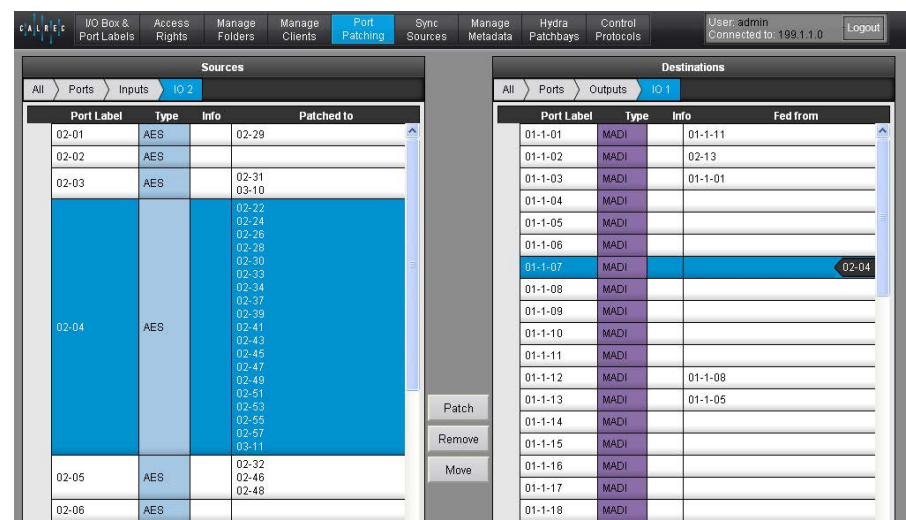 CALREC
I/O Box & Port Labels
Access Rights
Manage Folders
Manage Clients
Port Patching
Sync Sources
Manage Metadata
Hydra Patchbays
Control Protocols
User: admin
Connected to: 199.1.1.0
Logout
Sources
All Ports Inputs IO 2
Port Label Type Info Patched to
02-01 AES 02-29
02-02 AES
02-03 AES 02-31
03-10
02-04 AES
02-22
02-24
02-26
02-28
02-30
02-33
02-34
02-37
02-39
02-41
02-43
02-45
02-47
02-49
02-51
02-53
02-55
02-57
03-11
02-05 AES
02-32
02-46
02-48
02-06 AES
Patch
Remove
Move
Destinations
All Ports Outputs IO 1
Port Label Type Info Fed from
01-1-01 MADI 01-1-11
01-1-02 MADI 02-13
01-1-03 MADI 01-1-01
01-1-04 MADI
01-1-05 MADI
01-1-06 MADI
01-1-07 MADI 02-04
01-1-08 MADI
01-1-09 MADI
01-1-10 MADI
01-1-11 MADI
01-1-12 MADI 01-1-08
01-1-13 MADI 01-1-05
01-1-14 MADI
01-1-15 MADI
01-1-16 MADI
01-1-17 MADI
01-1-18 MADI